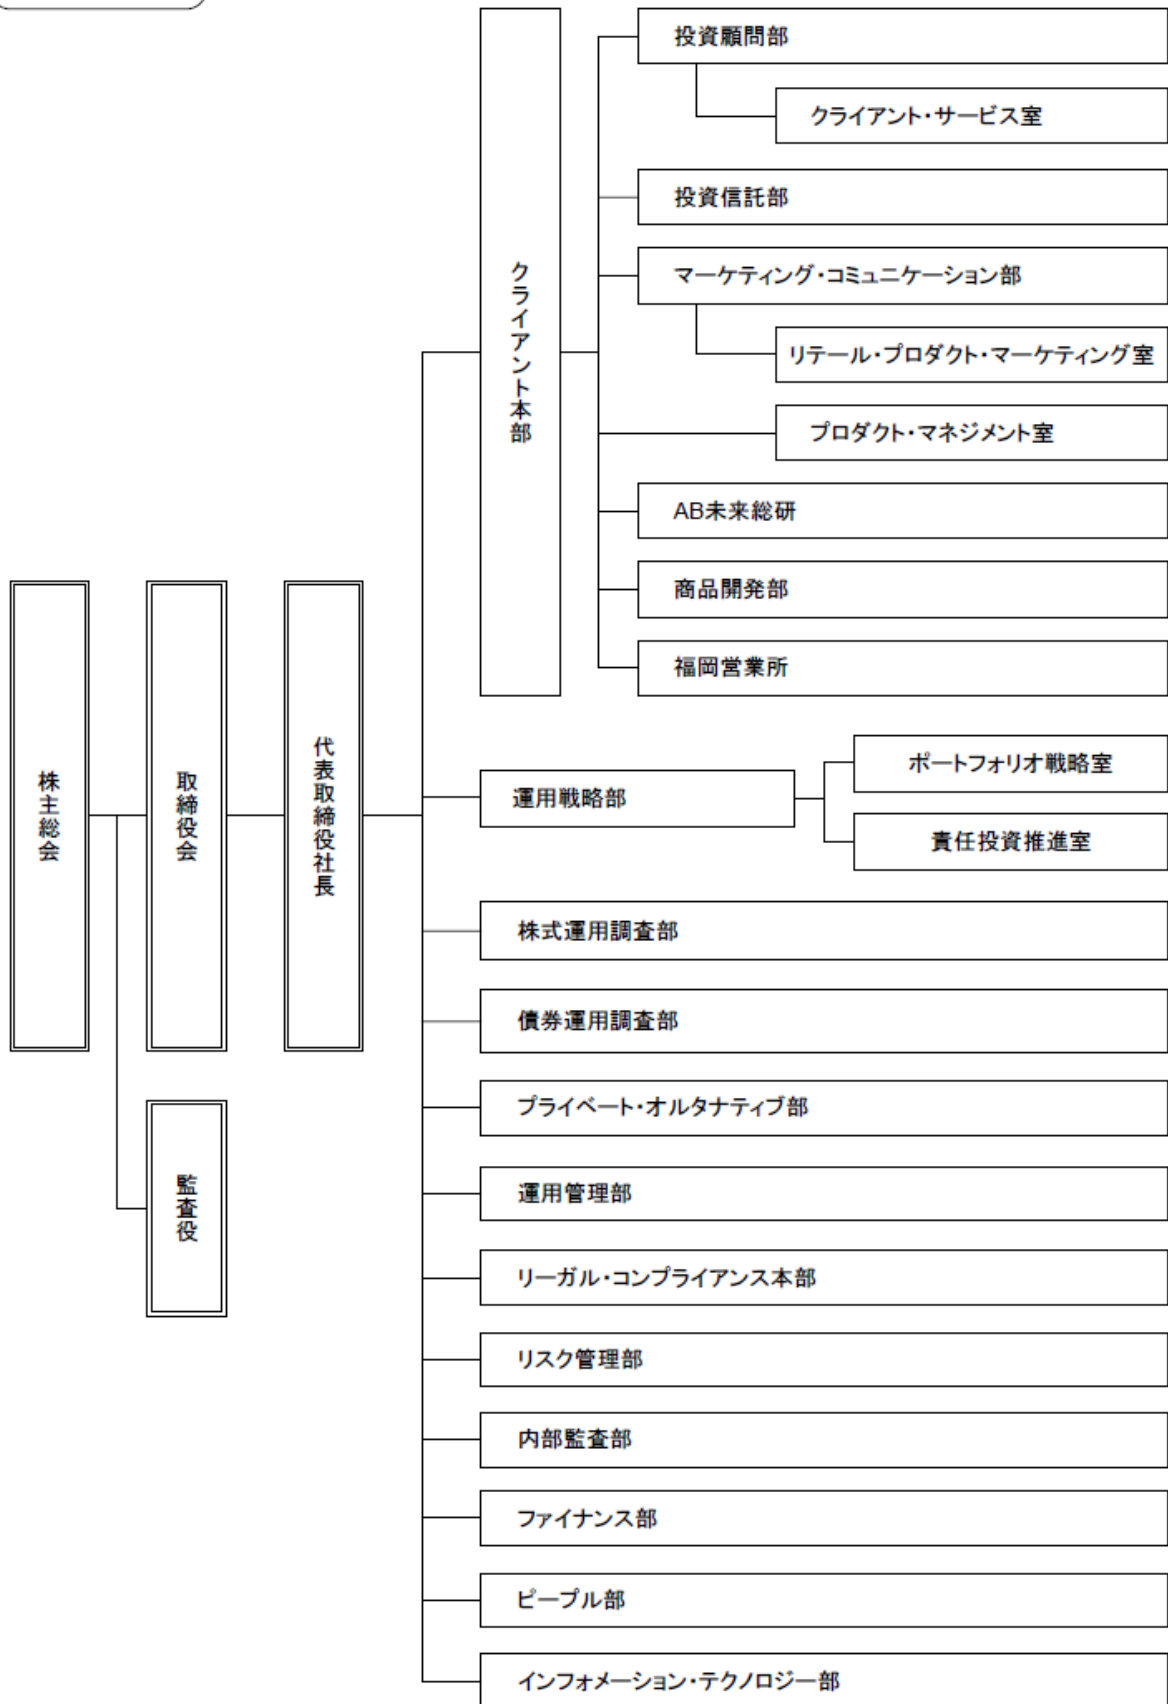 株主総会
取締役会
監査役
代表取締役社長
クライアント本部
投資顧問部
クライアント・サービス室
投資信託部
マーケティング・コミュニケーション部
リテール・プロダクト・マーケティング室
プロダクト・マネジメント室
AB未来総研
商品開発部
福岡営業所
運用戦略部
ポートフォリオ戦略室
責任投資推進室
株式運用調査部
債券運用調査部
プライベート・オルタナティブ部
運用管理部
リーガル・コンプライアンス本部
リスク管理部
内部監査部
ファイナンス部
ピープル部
インフォメーション・テクノロジー部